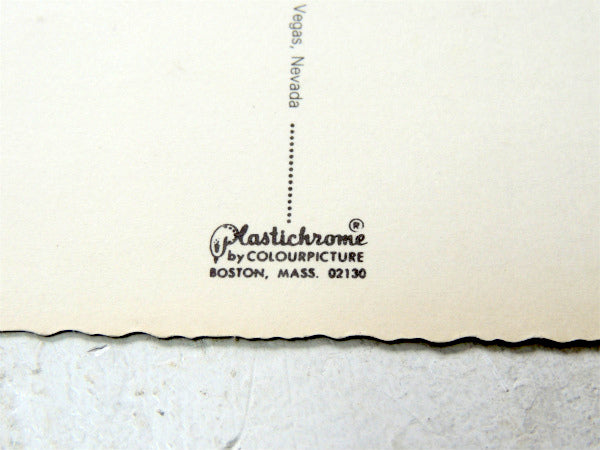 Vegas, Nevada
Plastichrome®
by COLOURPICTURE
BOSTON, MASS. 02130